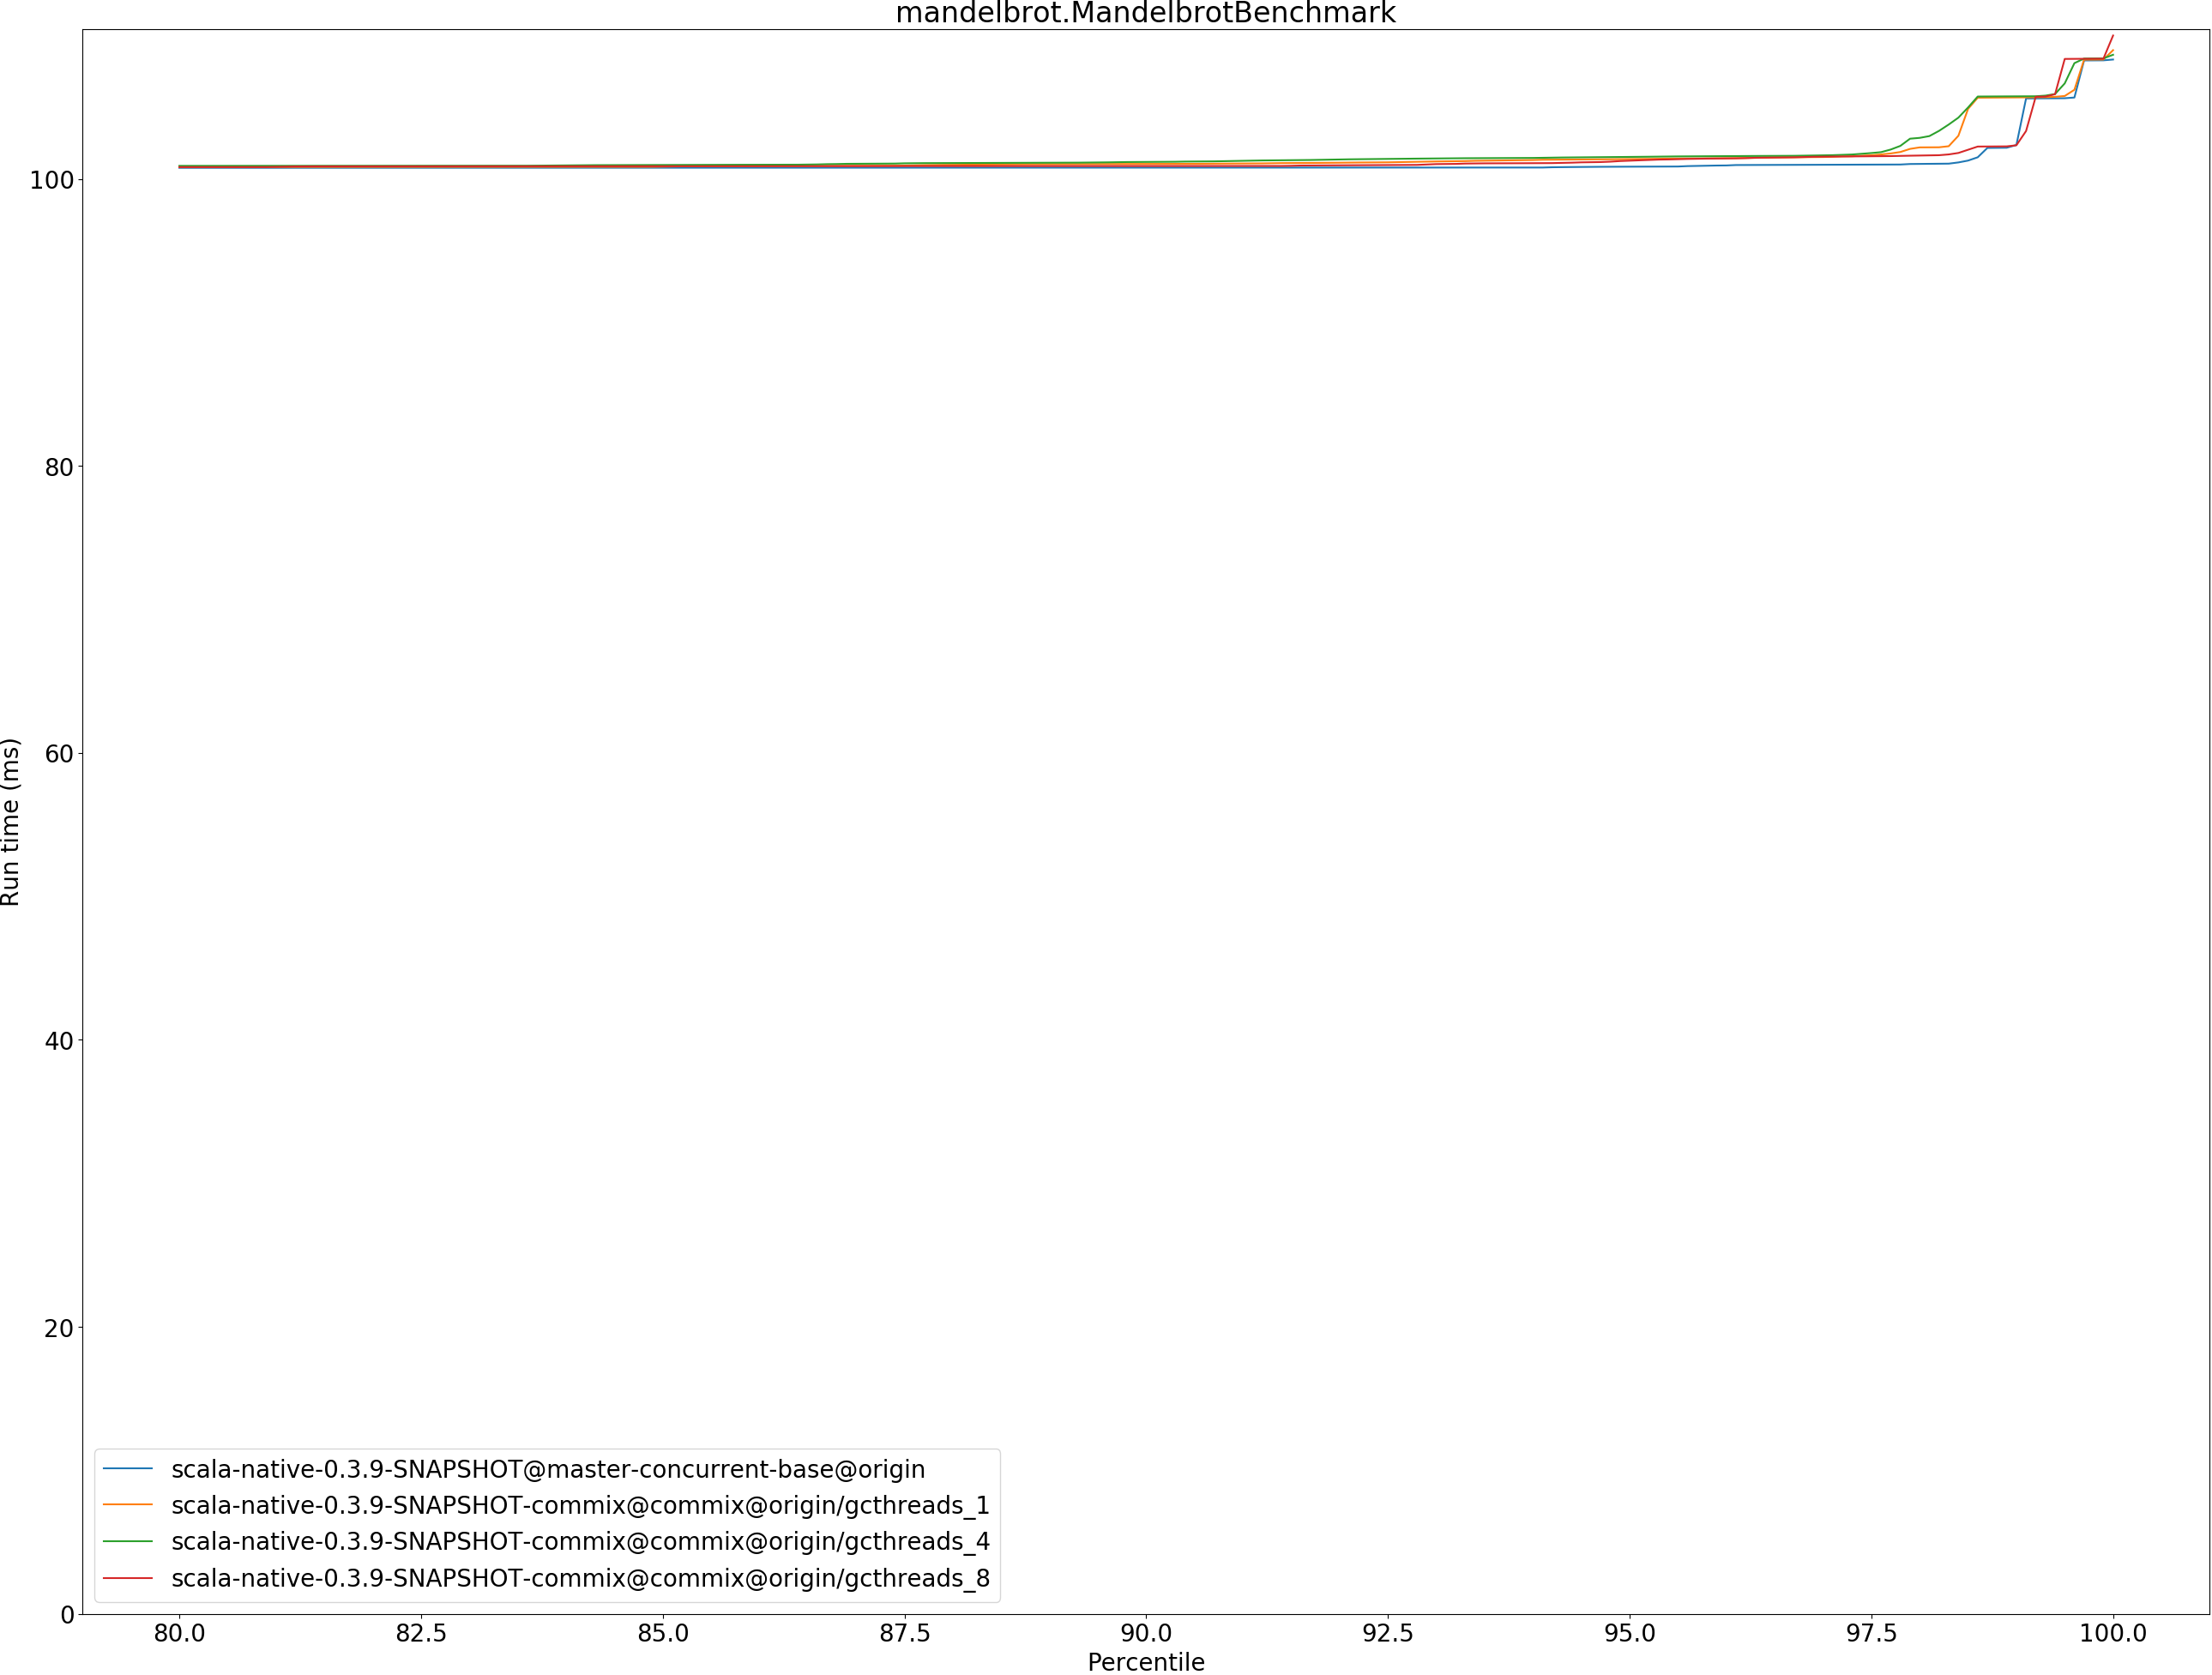 mandelbrot.MandelbrotBenchmark
100
80
60
40
20
0
Run time (ms)
80.0 82.5 85.0 87.5 90.0 92.5 95.0 97.5 100.0
Percentile
scala-native-0.3.9-SNAPSHOT@master-concurrent-base@origin
scala-native-0.3.9-SNAPSHOT-commix@commix@origin/gcthreads_1
scala-native-0.3.9-SNAPSHOT-commix@commix@origin/gcthreads_4
scala-native-0.3.9-SNAPSHOT-commix@commix@origin/gcthreads_8